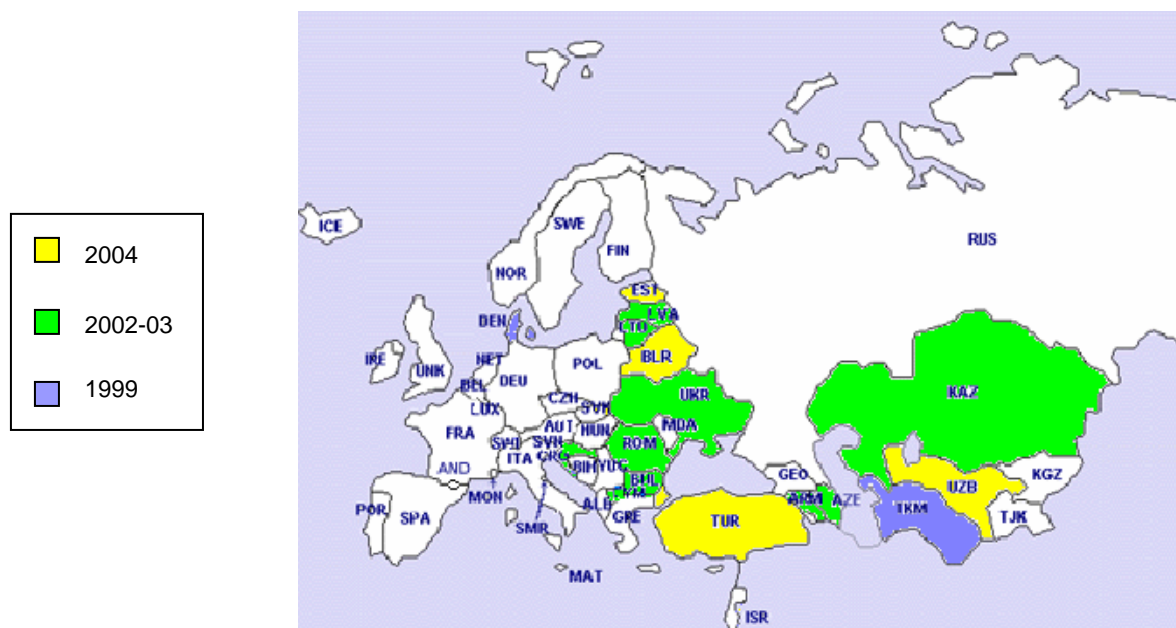 2004
2002-03
1999
ICE
SWE
FIN
NOR
RUS
EST
DEN
LVA
LTU
IRE
NET
BLR
UNK
POL
BEL
DEU
UKR
KAZ
CZH
LUX
SVK
AUT
MDA
FRA
HUN
SWI
SVN
ROM
ITA
CRO
BIH
YUG
AND
GEO
KGZ
BUL
UZB
MON
ALB
ARM
AZE
TKM
POR
SPA
GRE
TUR
TJK
SMR
MAT
ISR